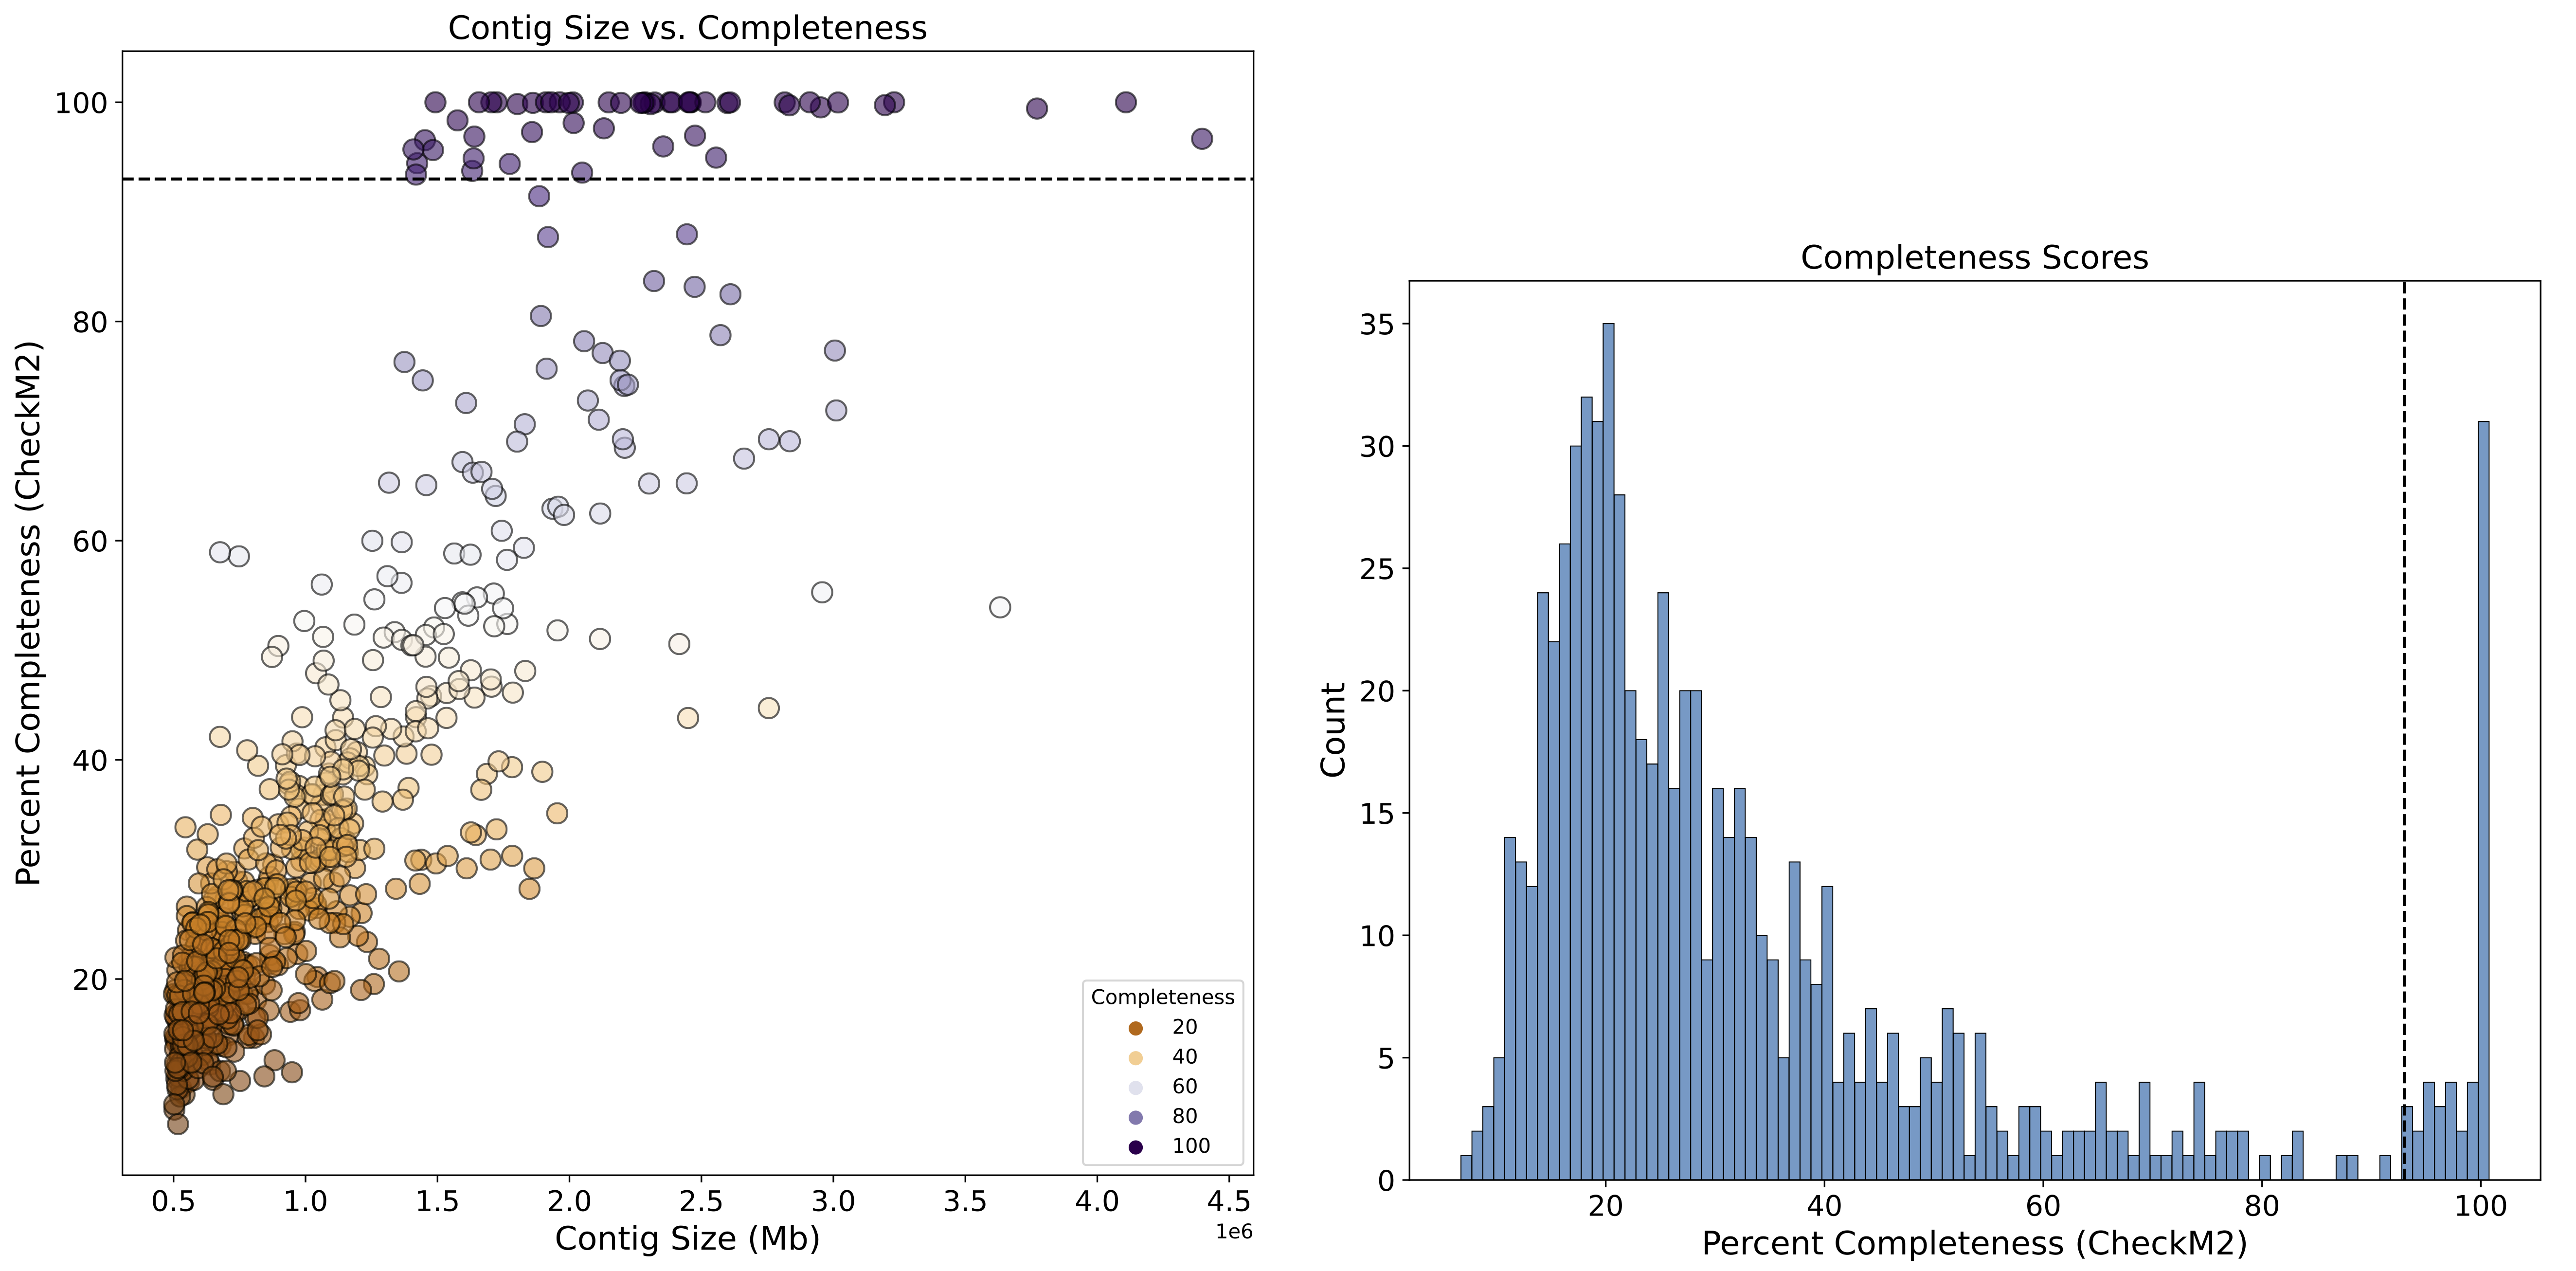 Contig Size vs. Completeness
Percent Completeness (CheckM2)
100
80
60
40
20
0.5 1.0 1.5 2.0 2.5 3.0 3.5 4.0 4.5
1e6
Contig Size (Mb)
Completeness
20
40
60
80
100
Completeness Scores
Count
35
30
25
20
15
10
5
0
20 40 60 80 100
Percent Completeness (CheckM2)